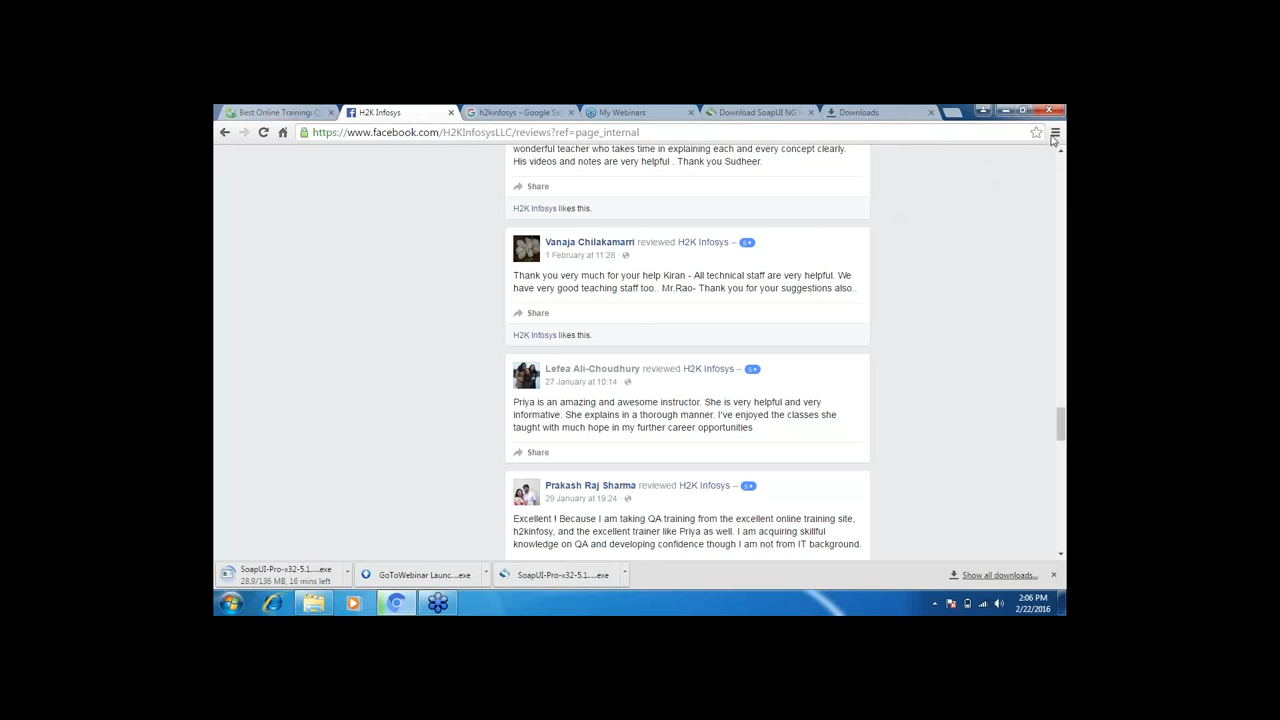 Best Online Training: Q
H2K Infosys
h2kinfosys - Google Se
My Webinars
Download SoapUI NG
Downloads
https://www.facebook.com/H2KInfosysLLC/reviews?ref=page_internal
wonderful teacher who takes time in explaining each and every concept clearly.
His videos and notes are very helpful . Thank you Sudheer.
Share
H2K Infosys likes this.
Vanaja Chilakamarri reviewed H2K Infosys – 5★
1 February at 11:28 ·
Thank you very much for your help Kiran - All technical staff are very helpful. We
have very good teaching staff too.. Mr.Rao- Thank you for your suggestions also..
Share
H2K Infosys likes this.
Lefea Ali-Choudhury reviewed H2K Infosys – 5★
27 January at 10:14 ·
Priya is an amazing and awesome instructor. She is very helpful and very
informative. She explains in a thorough manner. I've enjoyed the classes she
taught with much hope in my further career opportunities
Share
Prakash Raj Sharma reviewed H2K Infosys – 5★
29 January at 19:24 ·
Excellent ! Because I am taking QA training from the excellent online training site,
h2kinfosy, and the excellent trainer like Priya as well. I am acquiring skillful
knowledge on QA and developing confidence though I am not from IT background.
SoapUI-Pro-x32-5.1....exe
28.9/136 MB, 16 mins left
GoToWebinar Launc....exe
SoapUI-Pro-x32-5.1....exe
Show all downloads...
2:06 PM
2/22/2016